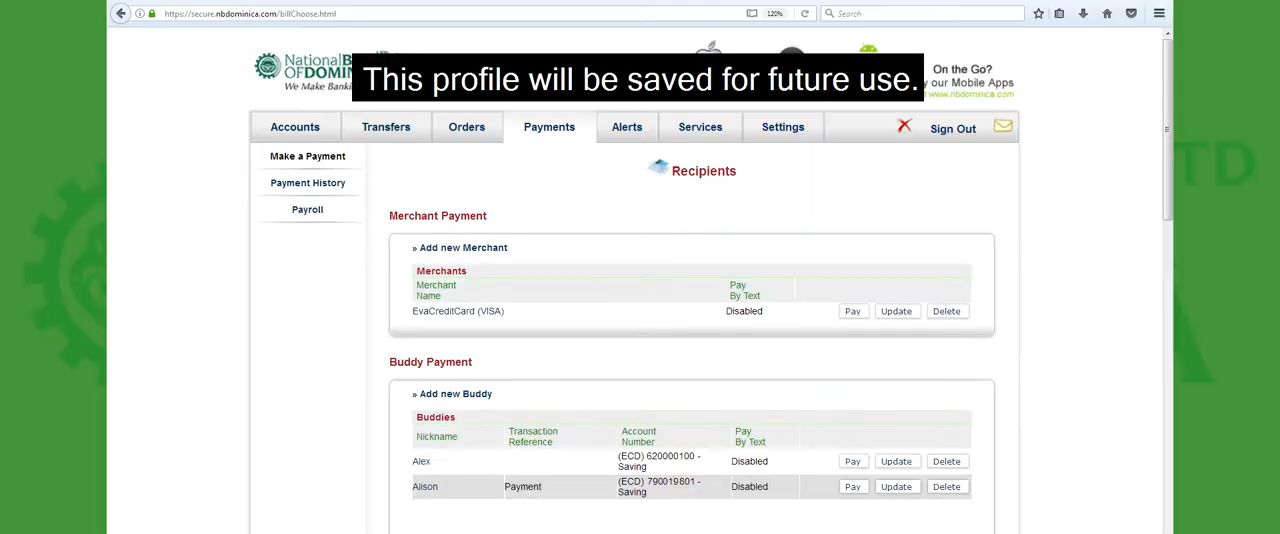 https://secure.nbdominica.com/billChoose.html
120%
Search
National
OFDOMI
We Make Banki
This profile will be saved for future use.
On the Go?
our Mobile Apps
www.nbdominica.com
Accounts
Transfers
Orders
Payments
Alerts
Services
Settings
Sign Out
Make a Payment
Payment History
Payroll
Recipients
Merchant Payment
» Add new Merchant
Merchants
Merchant Name
Pay By Text
EvaCreditCard (VISA) Disabled Pay Update Delete
Buddy Payment
» Add new Buddy
Buddies
Nickname
Transaction Reference
Account Number
Pay By Text
Alex (ECD) 620000100 - Saving Disabled Pay Update Delete
Alison Payment (ECD) 790019801 - Saving Disabled Pay Update Delete